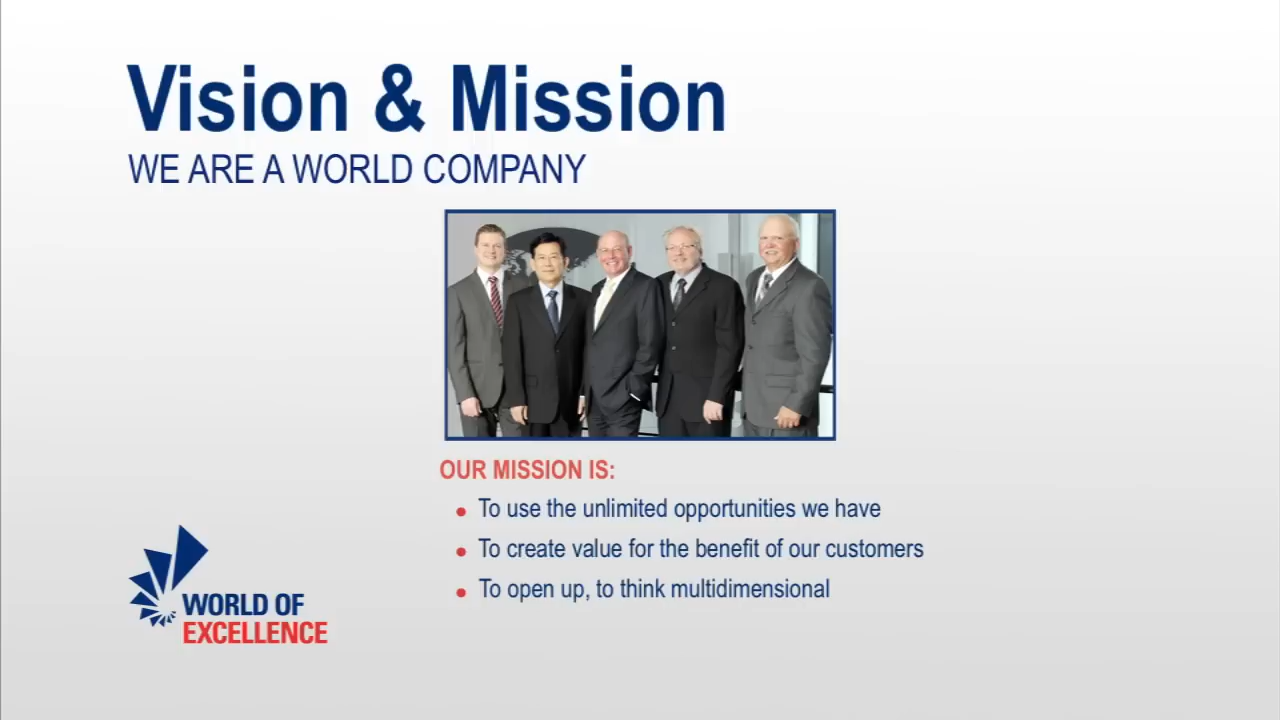 Vision & Mission
WE ARE A WORLD COMPANY
OUR MISSION IS:
To use the unlimited opportunities we have
To create value for the benefit of our customers
To open up, to think multidimensional
WORLD OF
EXCELLENCE